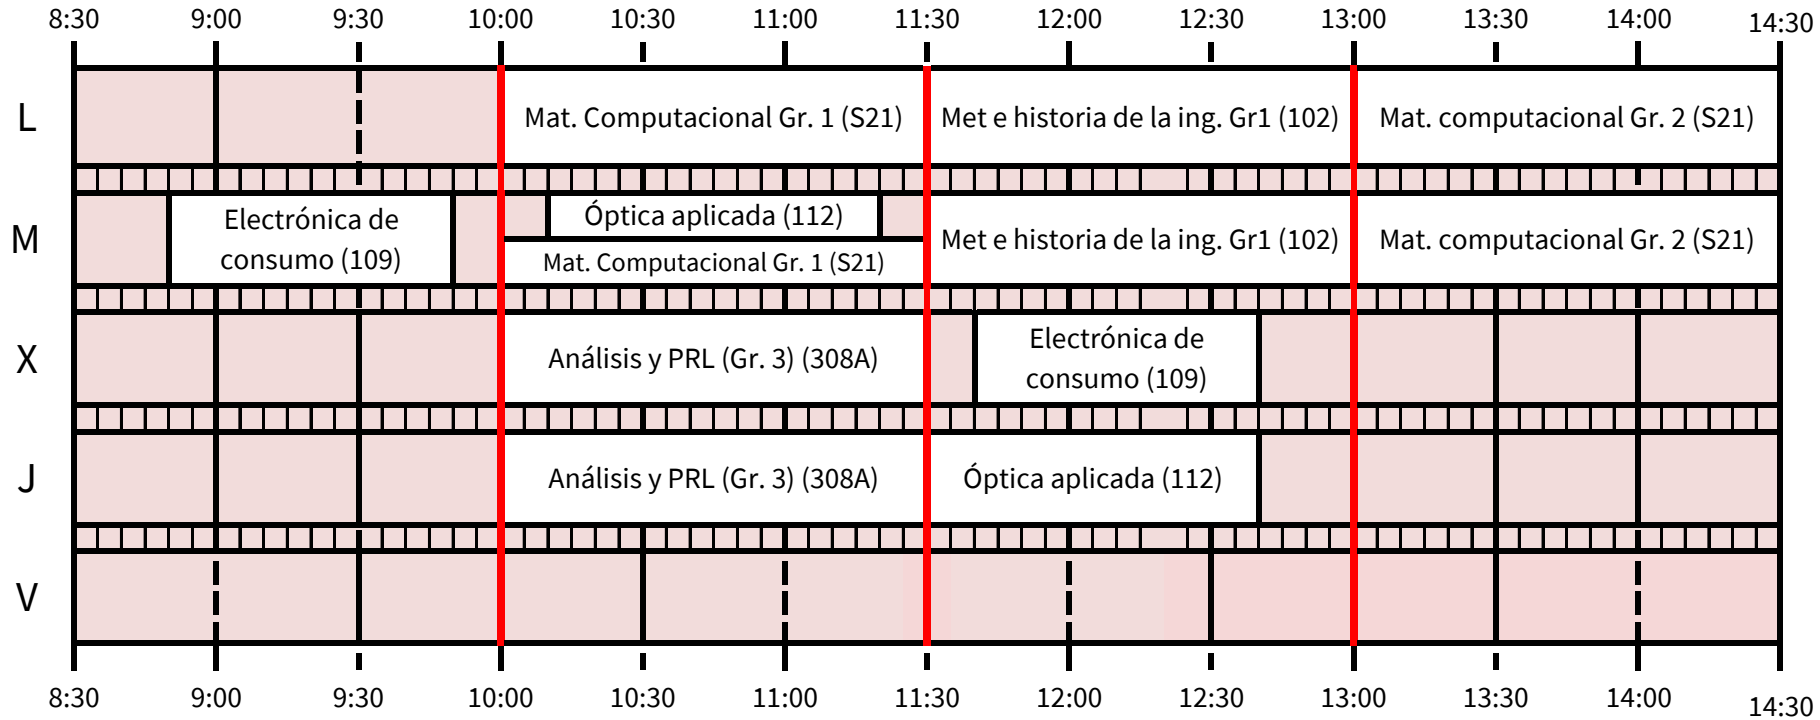 8:30 9:00 9:30 10:00 10:30 11:00 11:30 12:00 12:30 13:00 13:30 14:00 14:30
L Mat. Computacional Gr. 1 (S21) Met e historia de la ing. Gr1 (102) Mat. computacional Gr. 2 (S21)
M
Electrónica de
consumo (109)
Óptica aplicada (112)
Mat. Computacional Gr. 1 (S21)
Met e historia de la ing. Gr1 (102) Mat. computacional Gr. 2 (S21)
X Análisis y PRL (Gr. 3) (308A)
Electrónica de
consumo (109)
J Análisis y PRL (Gr. 3) (308A) Óptica aplicada (112)
V
8:30 9:00 9:30 10:00 10:30 11:00 11:30 12:00 12:30 13:00 13:30 14:00 14:30